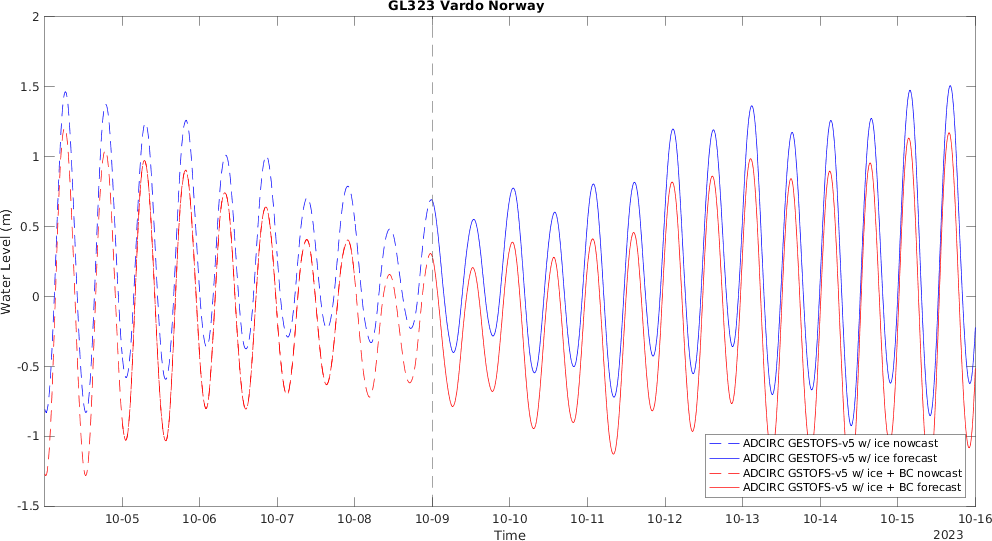 GL323 Vardo Norway
2
1.5
1
0.5
0
-0.5
-1
-1.5
Water Level (m)
ADCIRC GESTOFS-v5 w/ ice nowcast
ADCIRC GESTOFS-v5 w/ ice forecast
ADCIRC GSTOFS-v5 w/ ice + BC nowcast
ADCIRC GSTOFS-v5 w/ ice + BC forecast
10-05 10-06 10-07 10-08 10-09 10-10 10-11 10-12 10-13 10-14 10-15 10-16
Time
2023